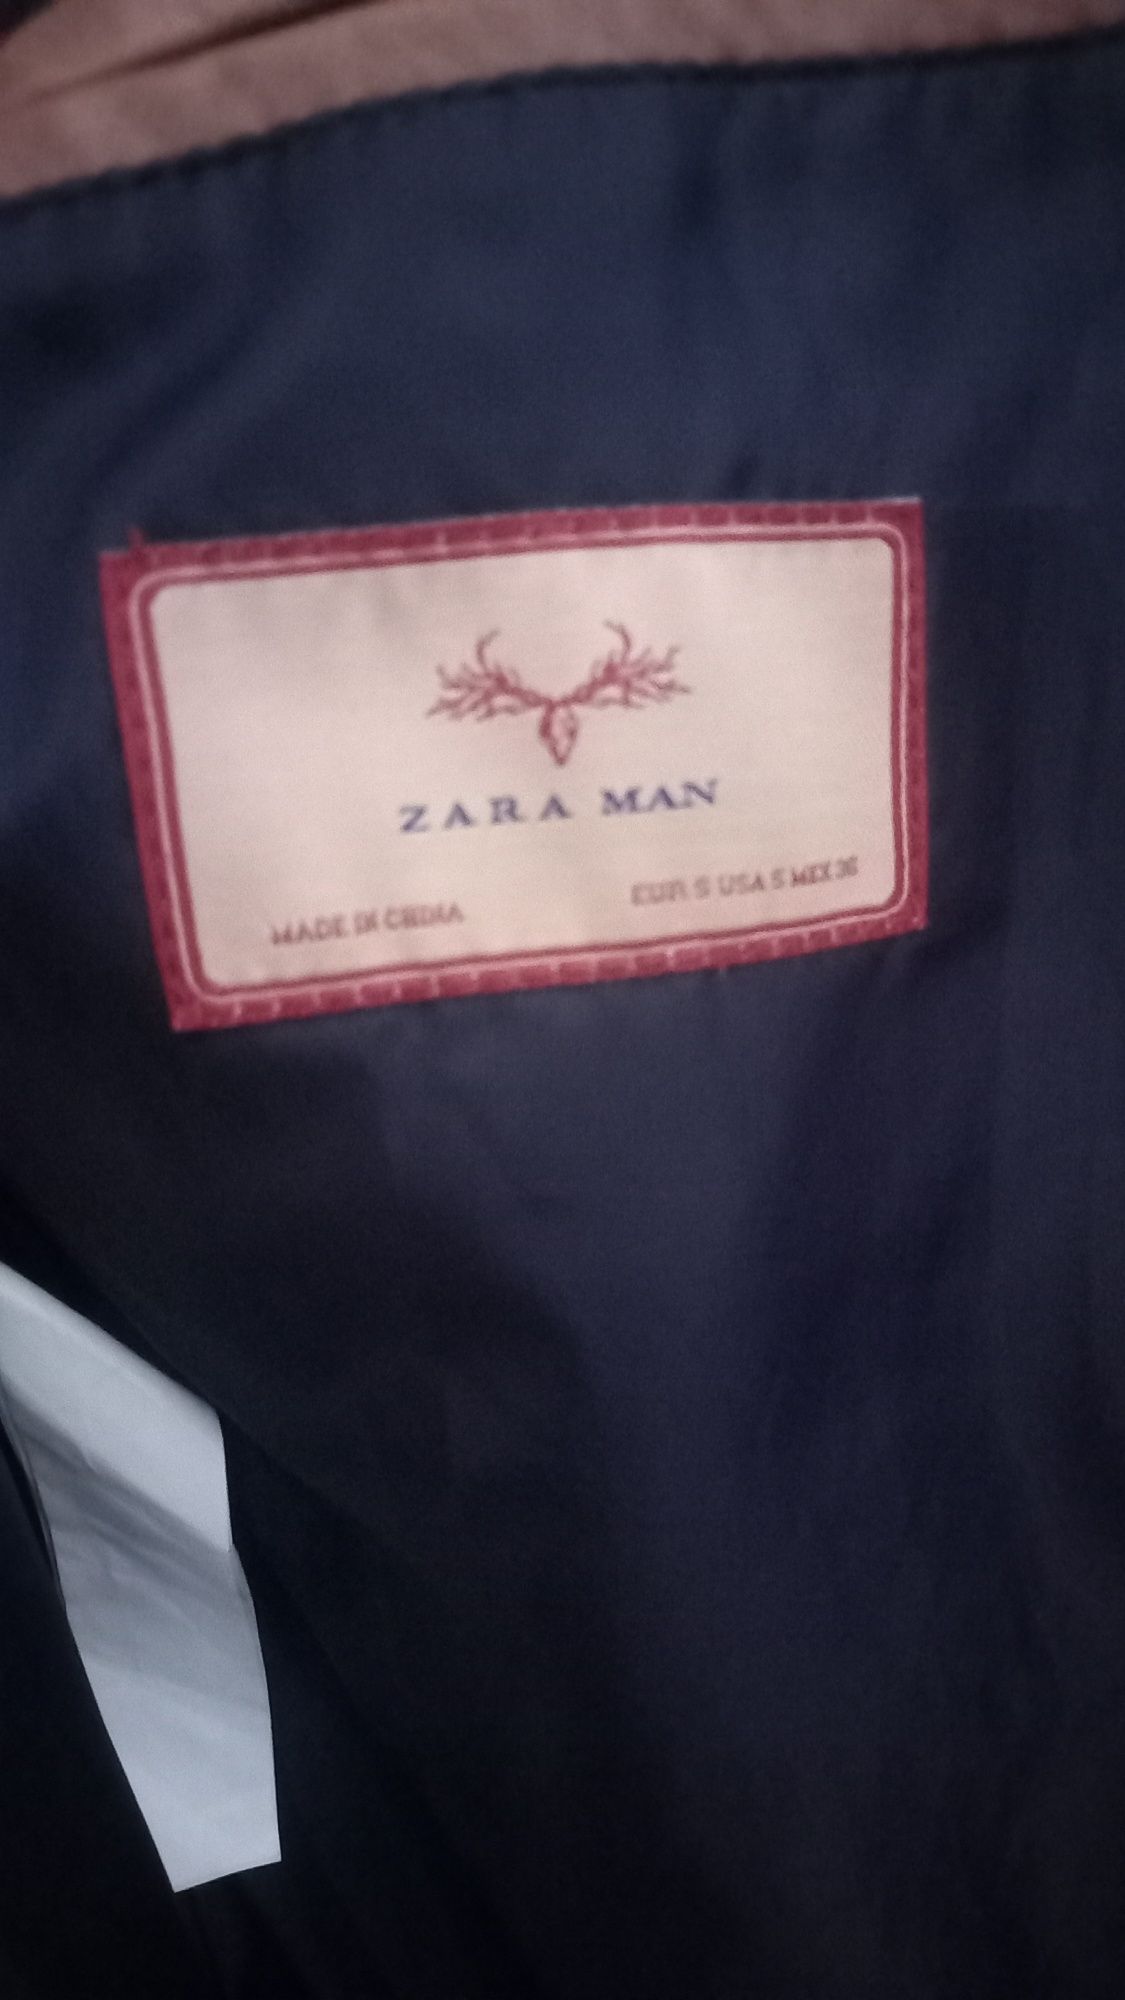 ZARA MAN
MADE IN CHINA
EUR S USA S MEX 36